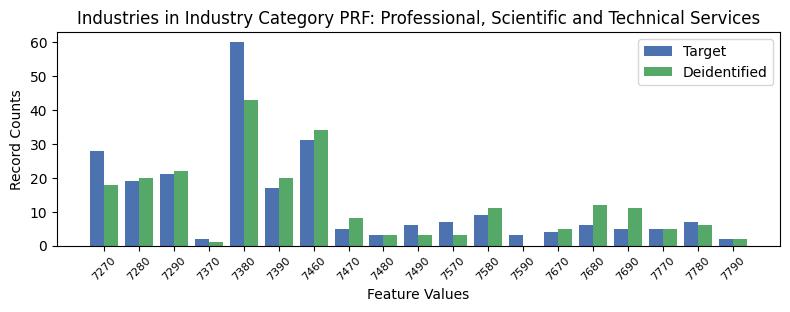 Industries in Industry Category PRF: Professional, Scientific and Technical Services
Target
Deidentified
Record Counts
60
50
40
30
20
10
0
7270 7280 7290 7370 7380 7390 7460 7470 7480 7490 7570 7580 7590 7670 7680 7690 7770 7780 7790
Feature Values